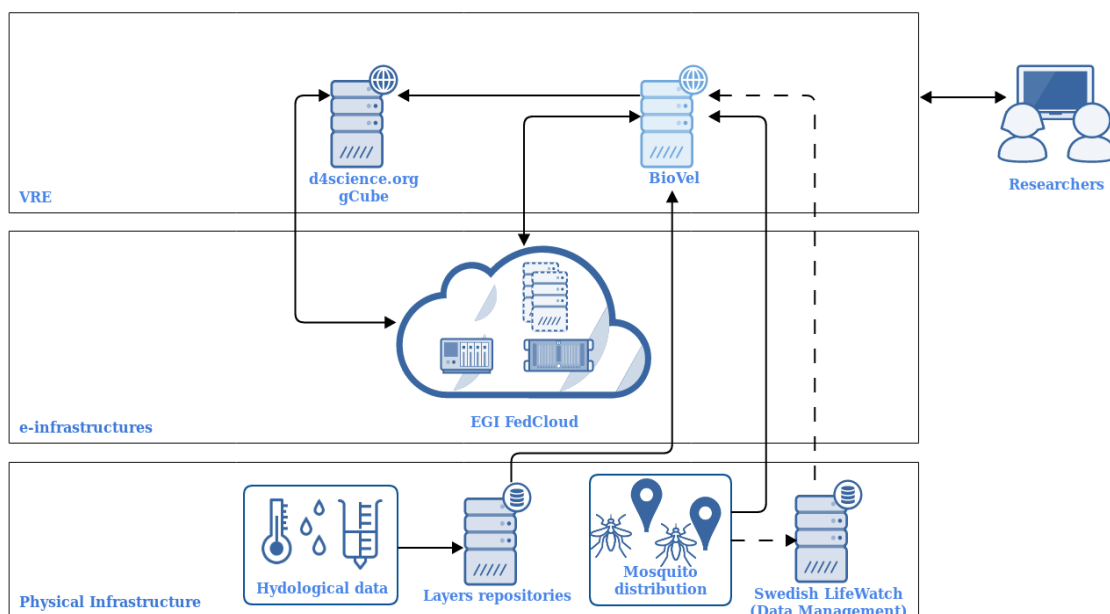 d4science.org
gCube
BioVel
VRE
Researchers
EGI FedCloud
e-infrastructures
Hydological data
Layers repositories
Mosquito
distribution
Swedish LifeWatch
(Data Management)
Physical Infrastructure